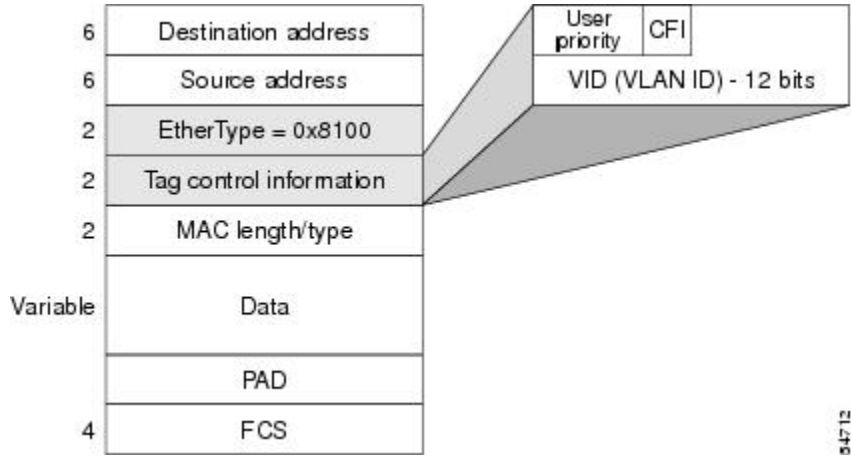 6 Destination address
6 Source address
2 EtherType = 0x8100
2 Tag control information
2 MAC length/type
Variable Data
PAD
4 FCS
User
priority
CFI
VID (VLAN ID) - 12 bits
54712